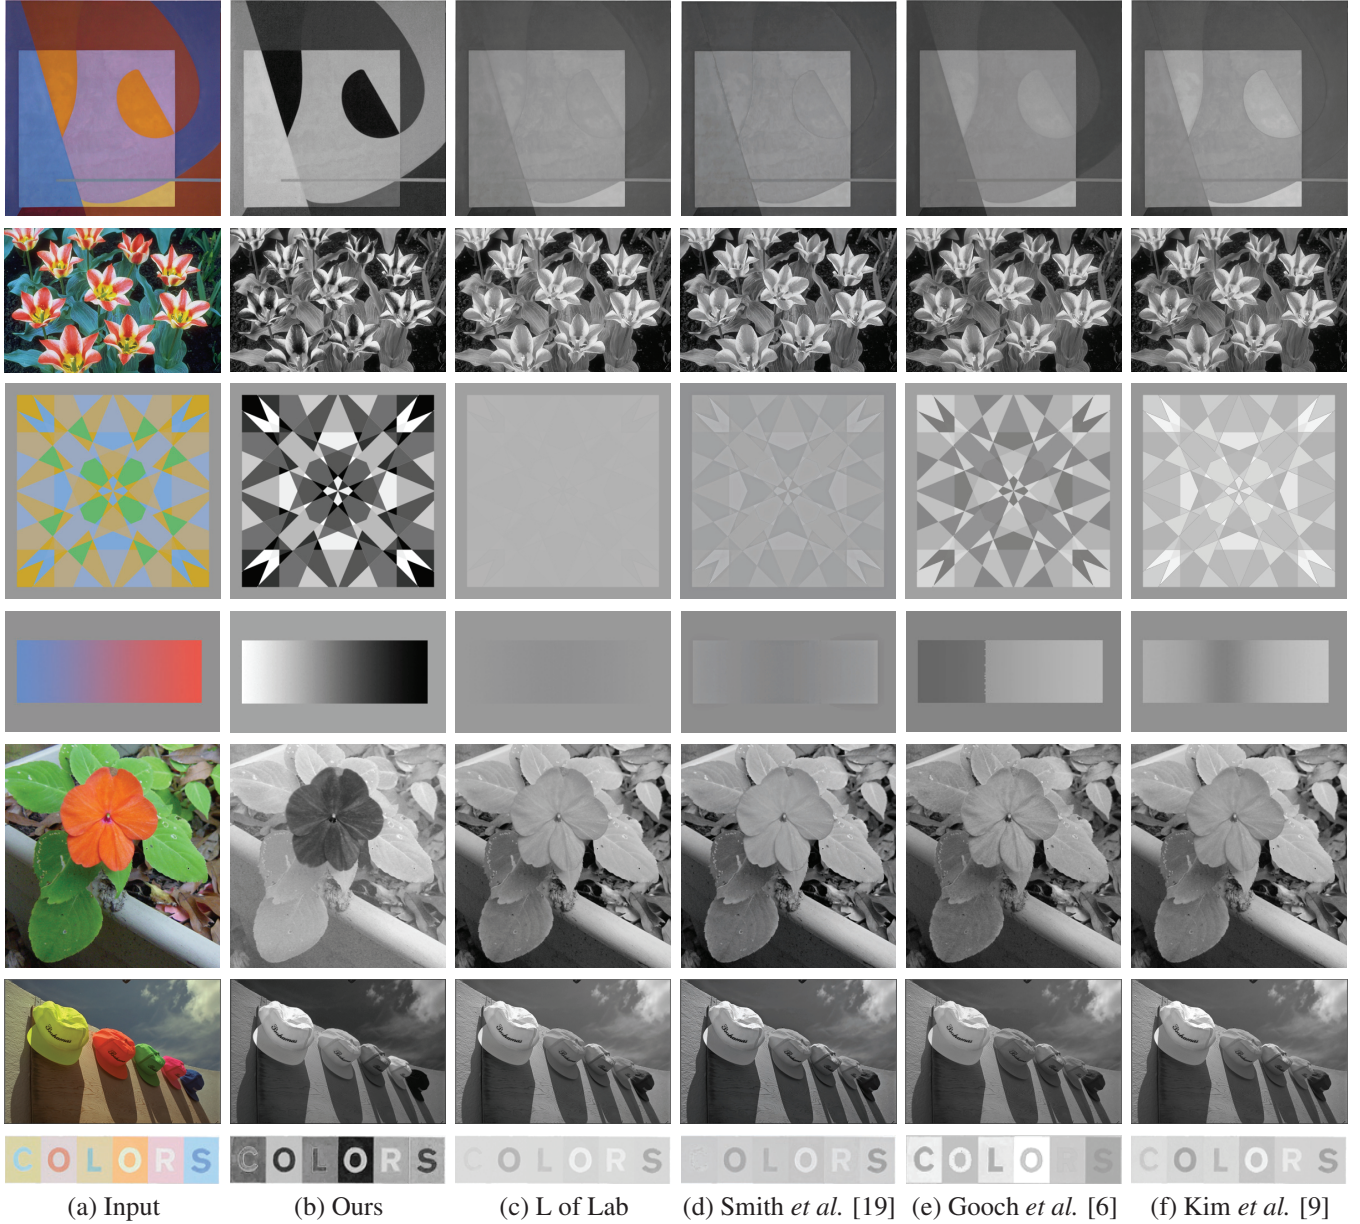 COLORS COLORS COLORS COLORS COLORS COLORS
(a) Input (b) Ours (c) L of Lab (d) Smith et al. [19] (e) Gooch et al. [6] (f) Kim et al. [9]